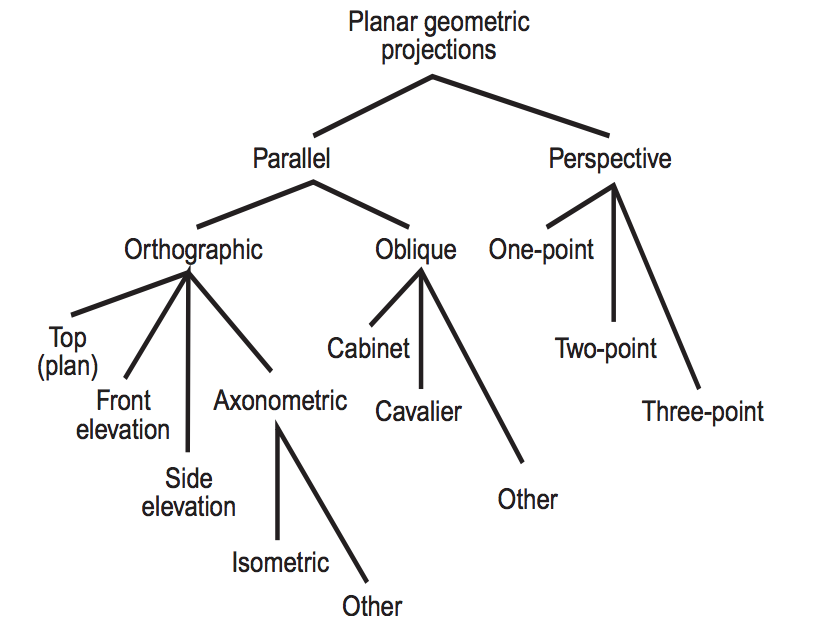 Planar geometric
projections
Parallel
Perspective
Orthographic
Oblique
One-point
Top
(plan)
Cabinet
Two-point
Front
elevation
Axonometric
Cavalier
Three-point
Side
elevation
Other
Isometric
Other